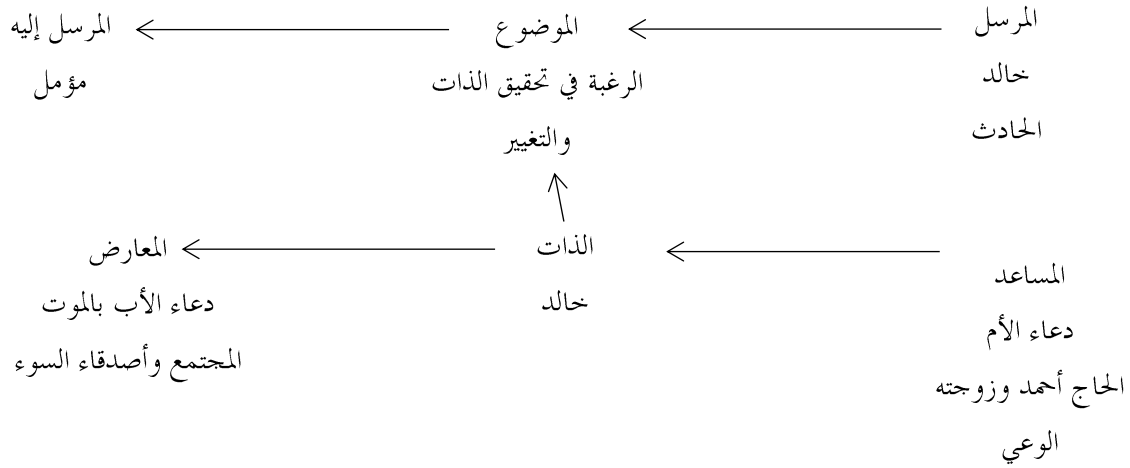 المرسل
الموضوع
المرسل إليه
خالد
الرغبة في تحقيق الذات
مؤمل
الحادث
والتغيير
المساعد
الذات
المعارض
دعاء الأم
خالد
دعاء الأب بالموت
الحاج أحمد وزوجته
المجتمع وأصدقاء السوء
الوعي